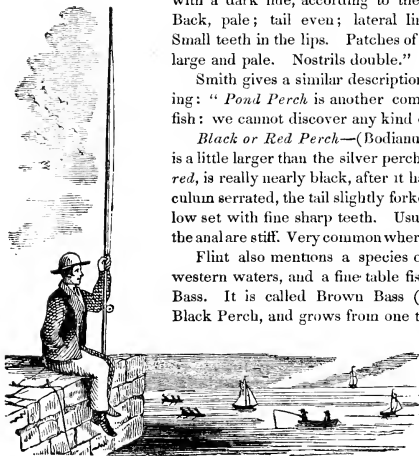 with a dark hue, according to the
Back, pale; tail even; lateral lin
Small teeth in the lips. Patches of
large and pale. Nostrils double."
Smith gives a similar description
ing: " Pond Perch is another com
fish: we cannot discover any kind
Black or Red Perch—(Bodianu
is a little larger than the silver perch
red, is really nearly black, after it ha
culum serrated, the tail slightly fork
low set with fine sharp teeth. Usu
the anal are stiff. Very common wher
Flint also mentions a species o
western waters, and a fine table fis
Bass. It is called Brown Bass (
Black Perch, and grows from one t